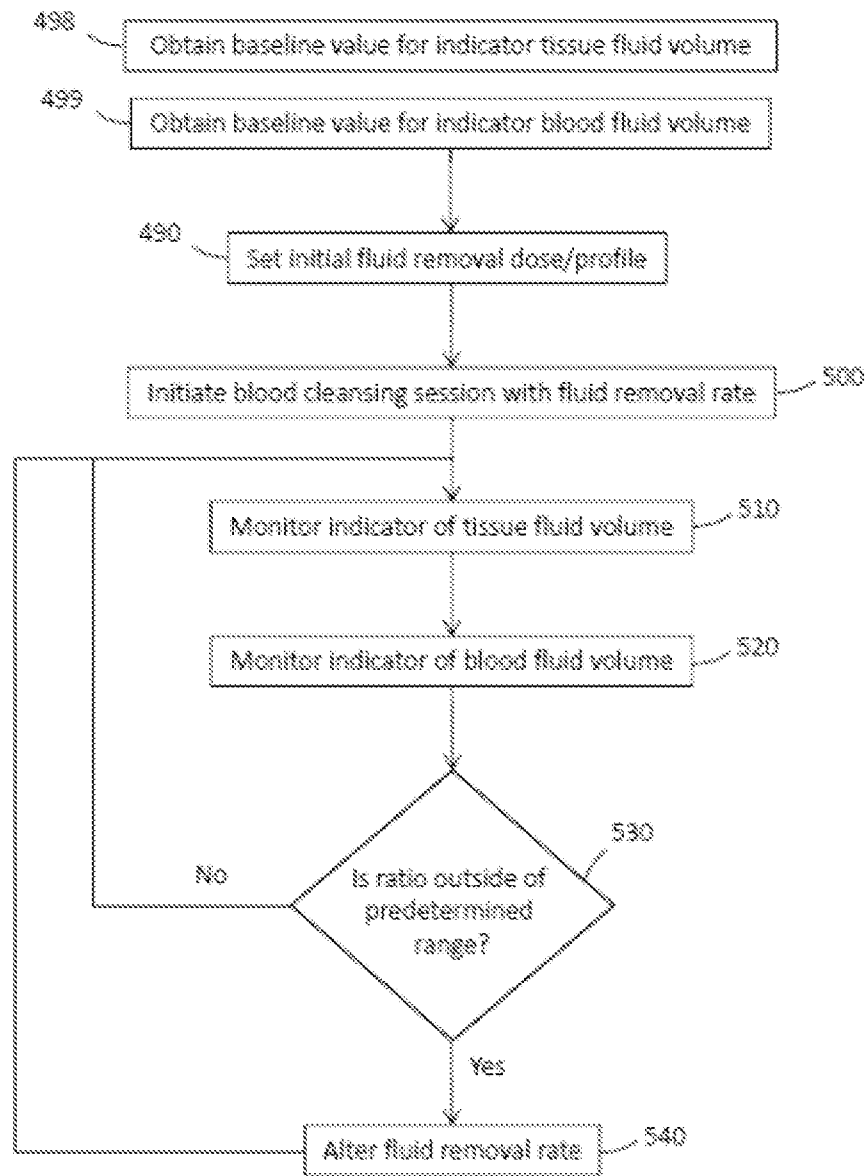 498
Obtain baseline value for indicator tissue fluid volume
499
Obtain baseline value for indicator blood fluid volume
490
Set initial fluid removal dose/profile
Initiate blood cleansing session with fluid removal rate
500
Monitor indicator of tissue fluid volume
510
Monitor indicator of blood fluid volume
520
530
No
Is ratio outside of
predetermined
range?
Yes
Alter fluid removal rate
540